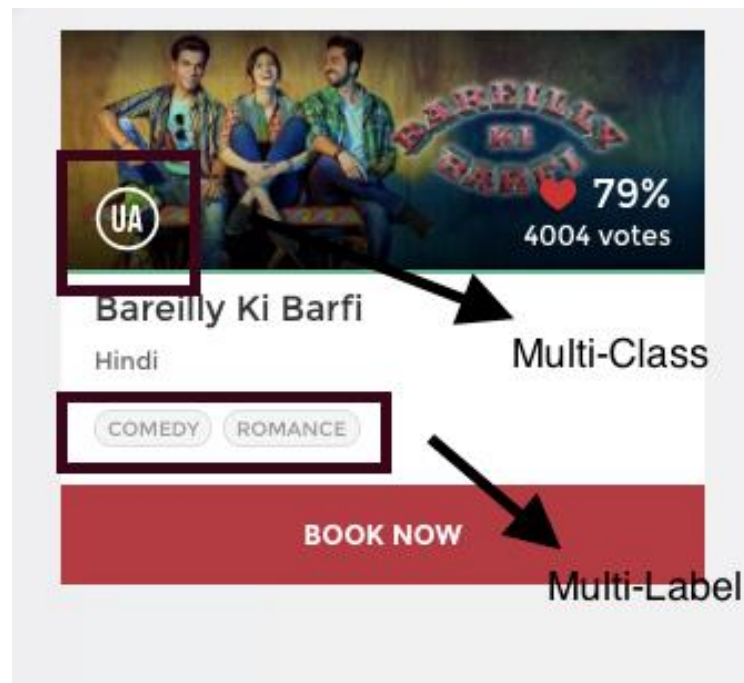 BAREILLY
KI
BARFI
79%
UA
4004 votes
Bareilly Ki Barfi
Multi-Class
Hindi
COMEDY ROMANCE
BOOK NOW
Multi-Label